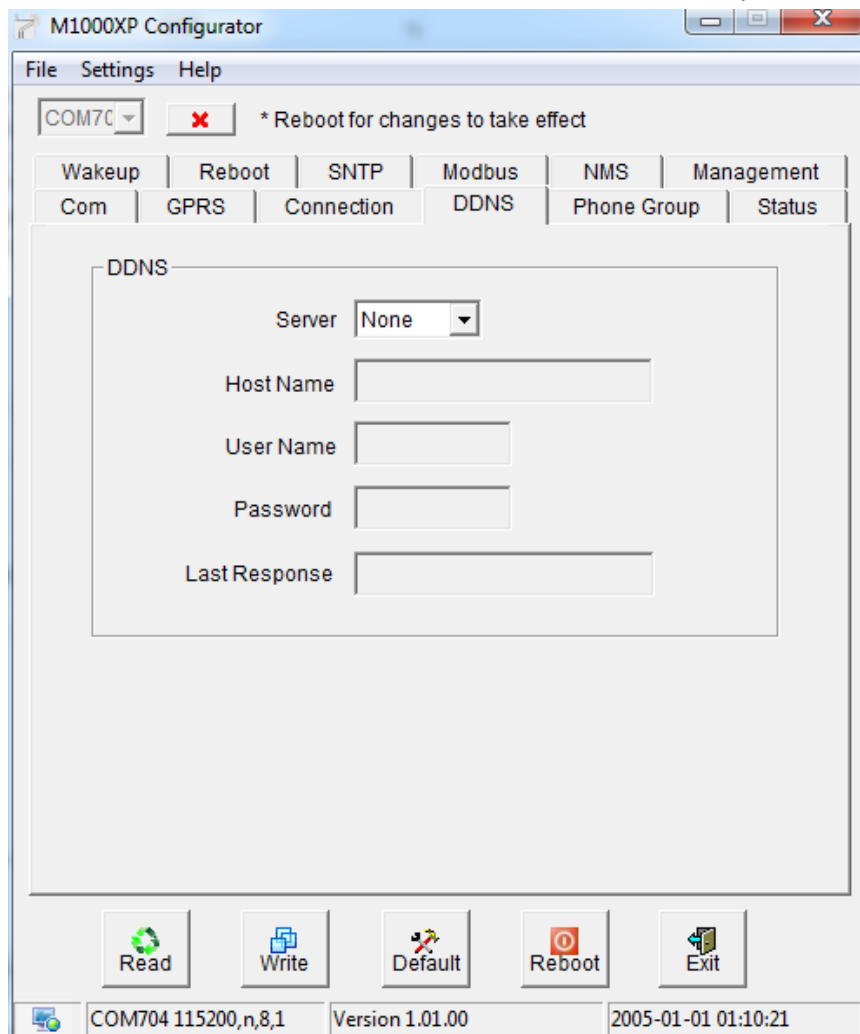 M1000XP Configurator
File Settings Help
COM70 * Reboot for changes to take effect
Wakeup Reboot SNTP Modbus NMS Management
Com GPRS Connection DDNS Phone Group Status
DDNS
Server None
Host Name
User Name
Password
Last Response
Read Write Default Reboot Exit
COM704 115200,n,8,1 Version 1.01.00 2005-01-01 01:10:21